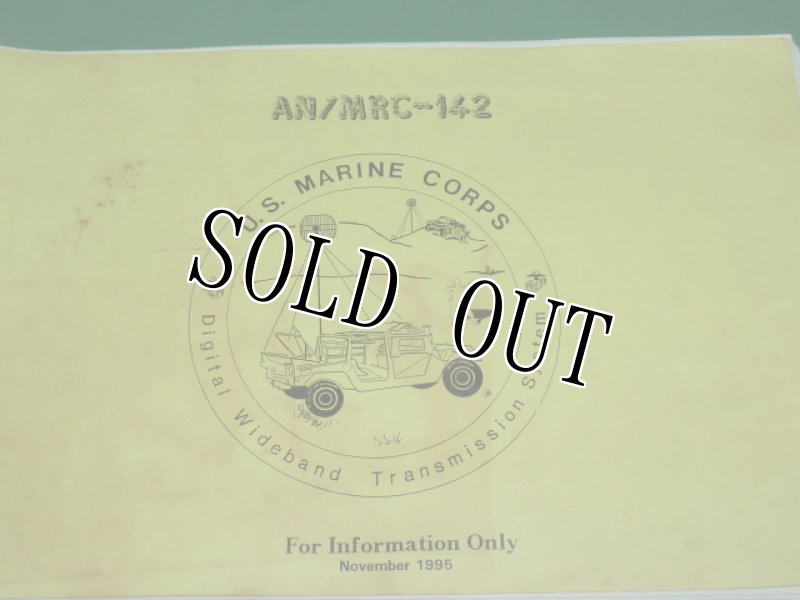 AN/MRC-142
U.S. MARINE CORPS
SOLD OUT
Digital Wideband Transmission System
For Information Only
November 1995